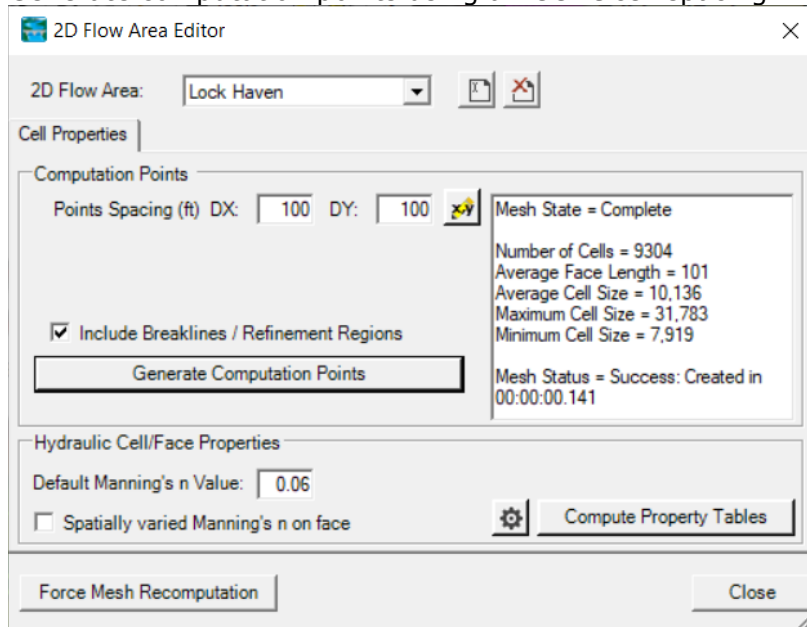 2D Flow Area Editor
2D Flow Area: Lock Haven
Cell Properties
Computation Points
Points Spacing (ft) DX: 100 DY: 100
Mesh State = Complete
Number of Cells = 9304
Average Face Length = 101
Average Cell Size = 10,136
Maximum Cell Size = 31,783
Minimum Cell Size = 7,919
Include Breaklines / Refinement Regions
Generate Computation Points
Mesh Status = Success: Created in
00:00:00.141
Hydraulic Cell/Face Properties
Default Manning's n Value: 0.06
Spatially varied Manning's n on face
Compute Property Tables
Force Mesh Recomputation
Close